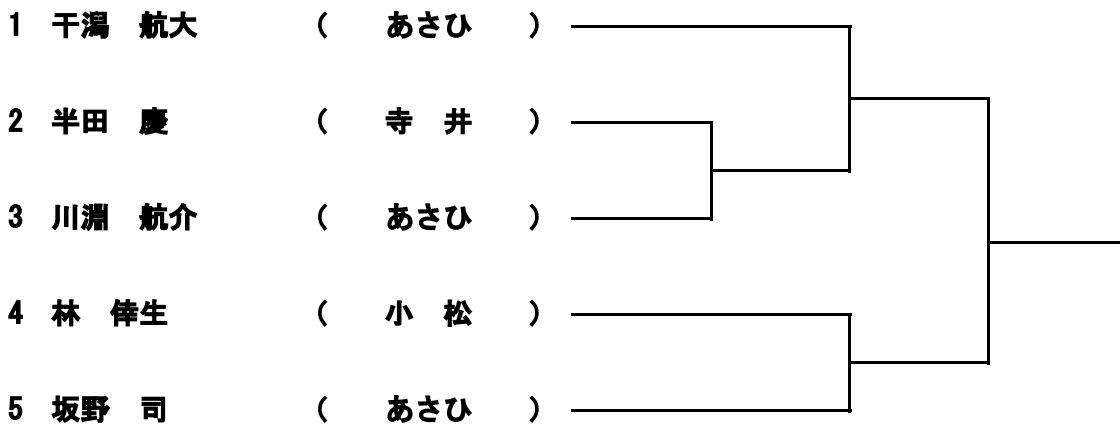 1 干潟 航大 ( あさひ )
2 半田 慶 ( 寺 井 )
3 川淵 航介 ( あさひ )
4 林 倖生 ( 小 松 )
5 坂野 司 ( あさひ )